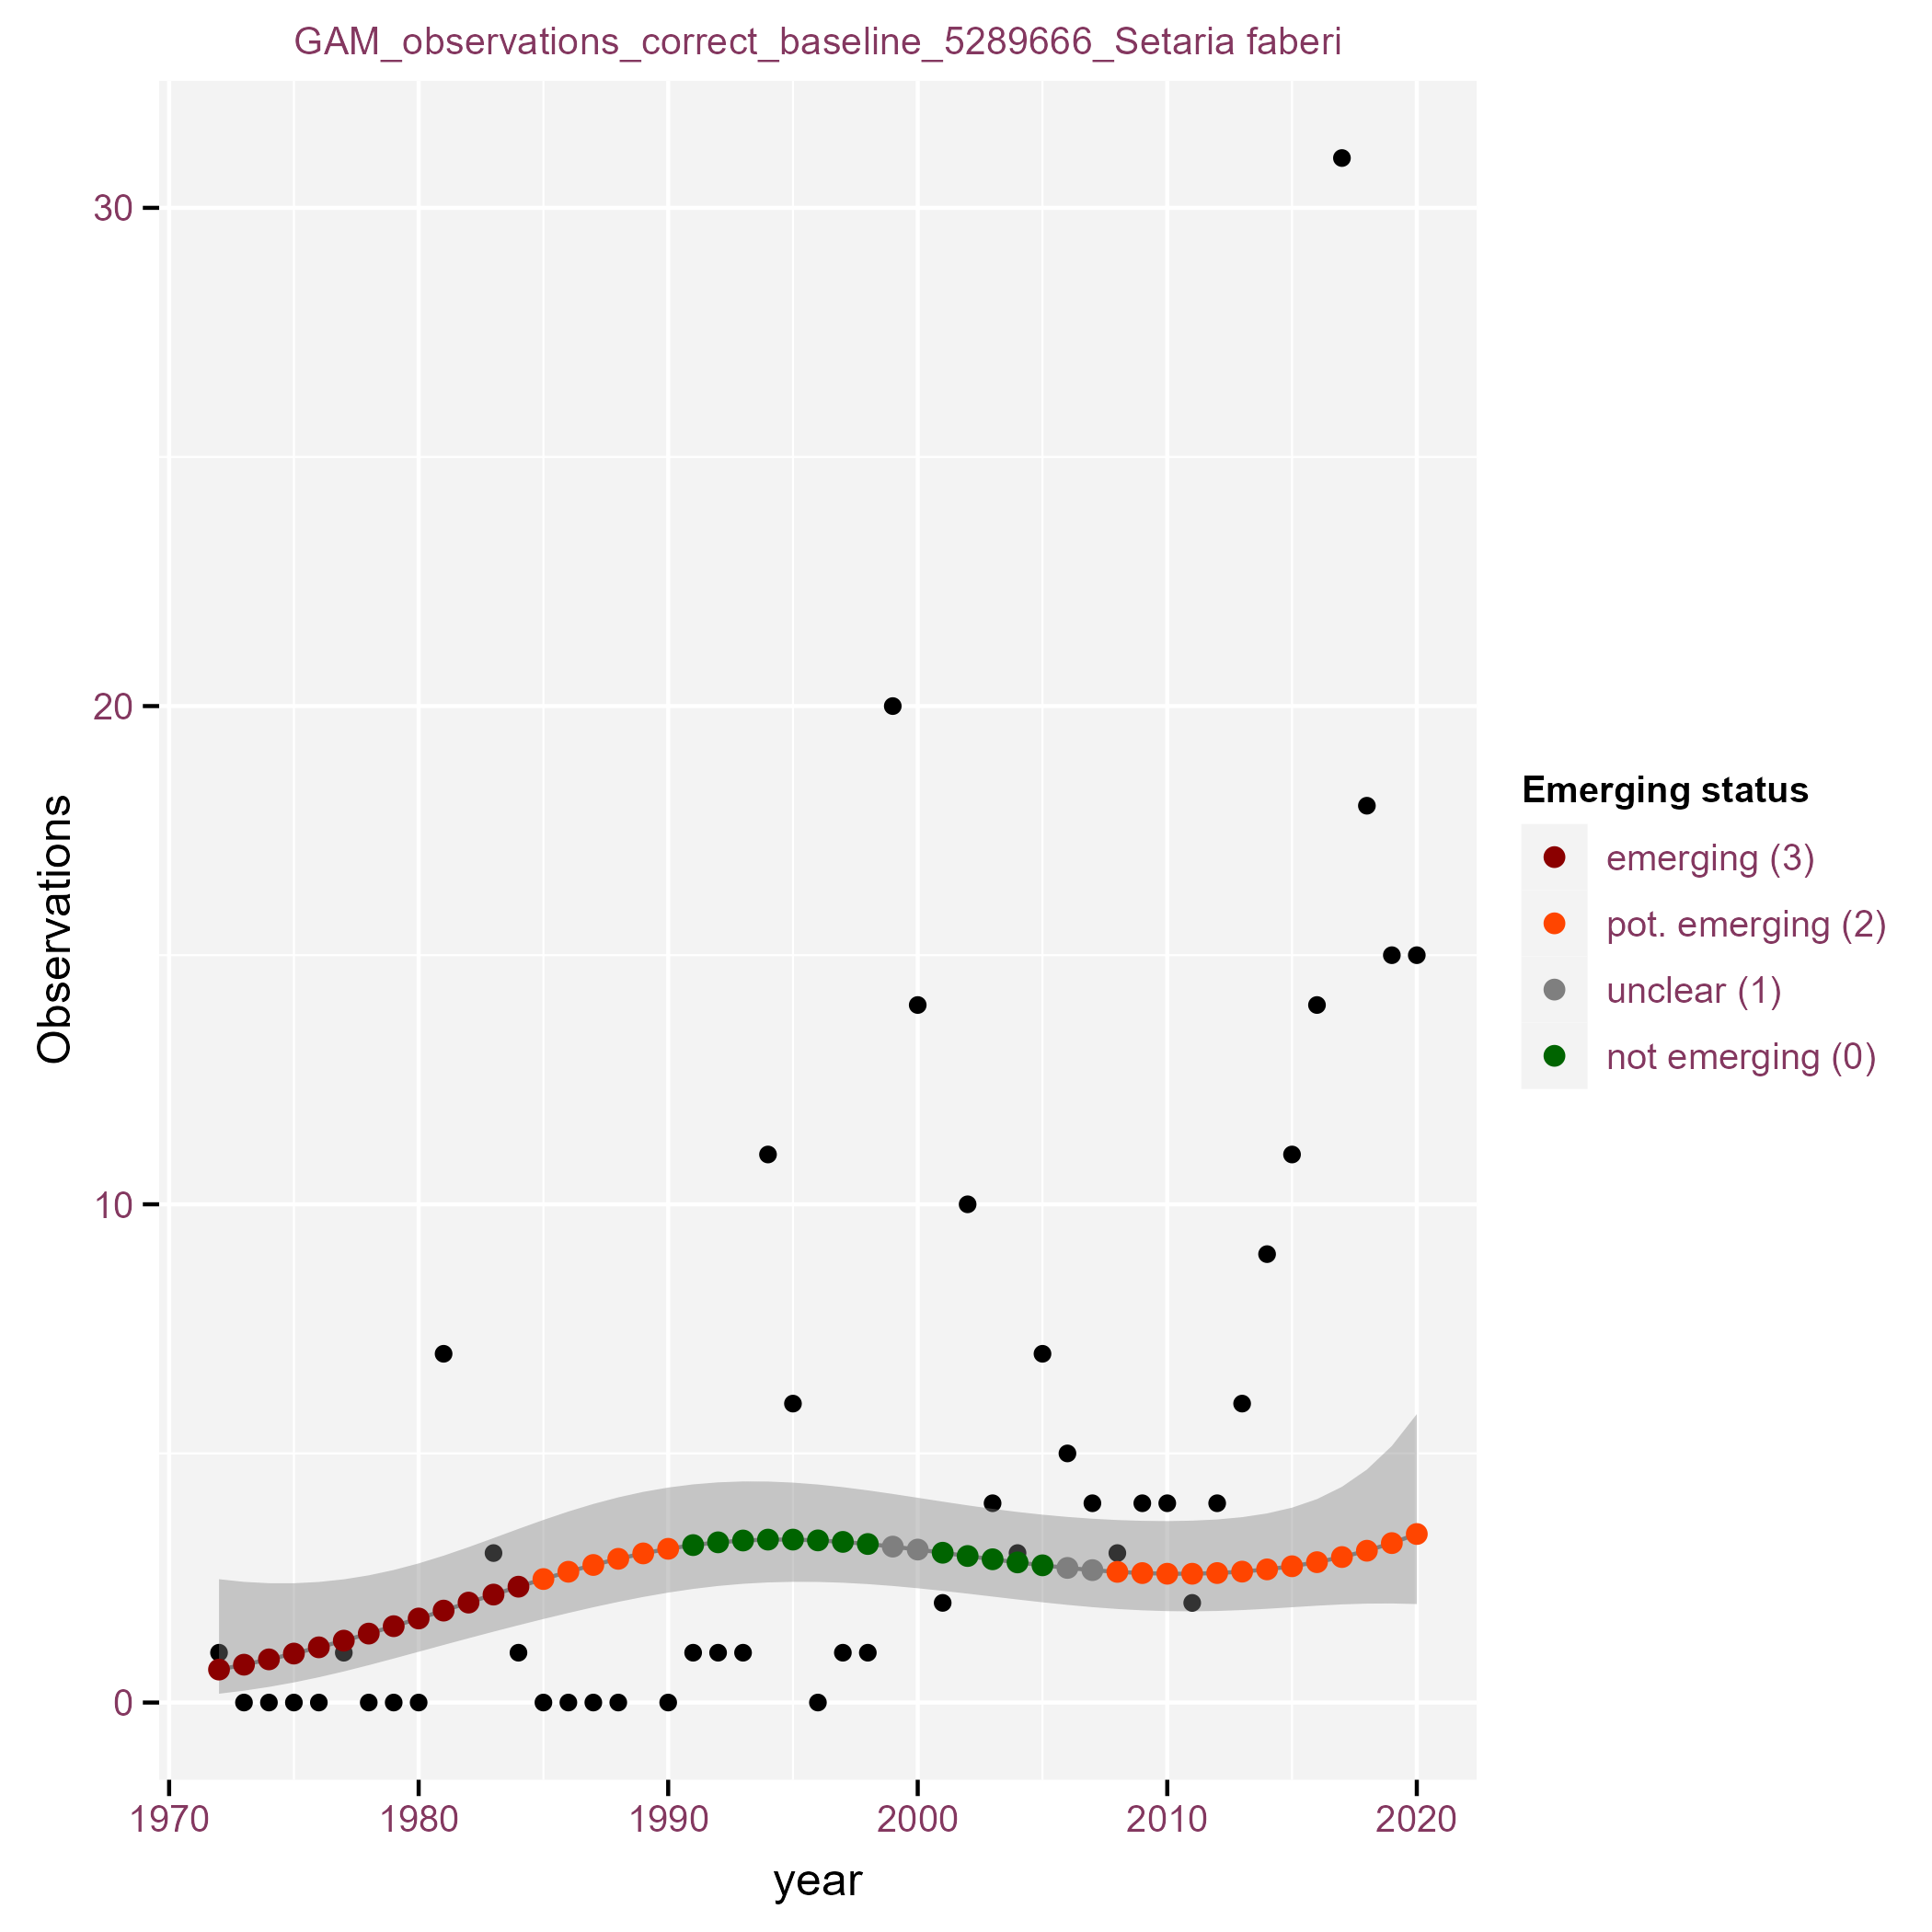 GAM_observations_correct_baseline_5289666_Setaria faberi
30
20
10
0
Observations
1970 1980 1990 2000 2010 2020
year
Emerging status
emerging (3)
pot. emerging (2)
unclear (1)
not emerging (0)